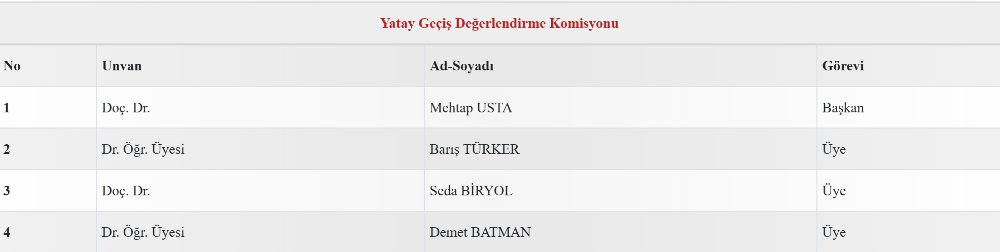 Yatay Geçiş Değerlendirme Komisyonu
No Unvan Ad-Soyadı Görevi
1 Doç. Dr. Mehtap USTA Başkan
2 Dr. Öğr. Üyesi Barış TÜRKER Üye
3 Doç. Dr. Seda BİRYOL Üye
4 Dr. Öğr. Üyesi Demet BATMAN Üye